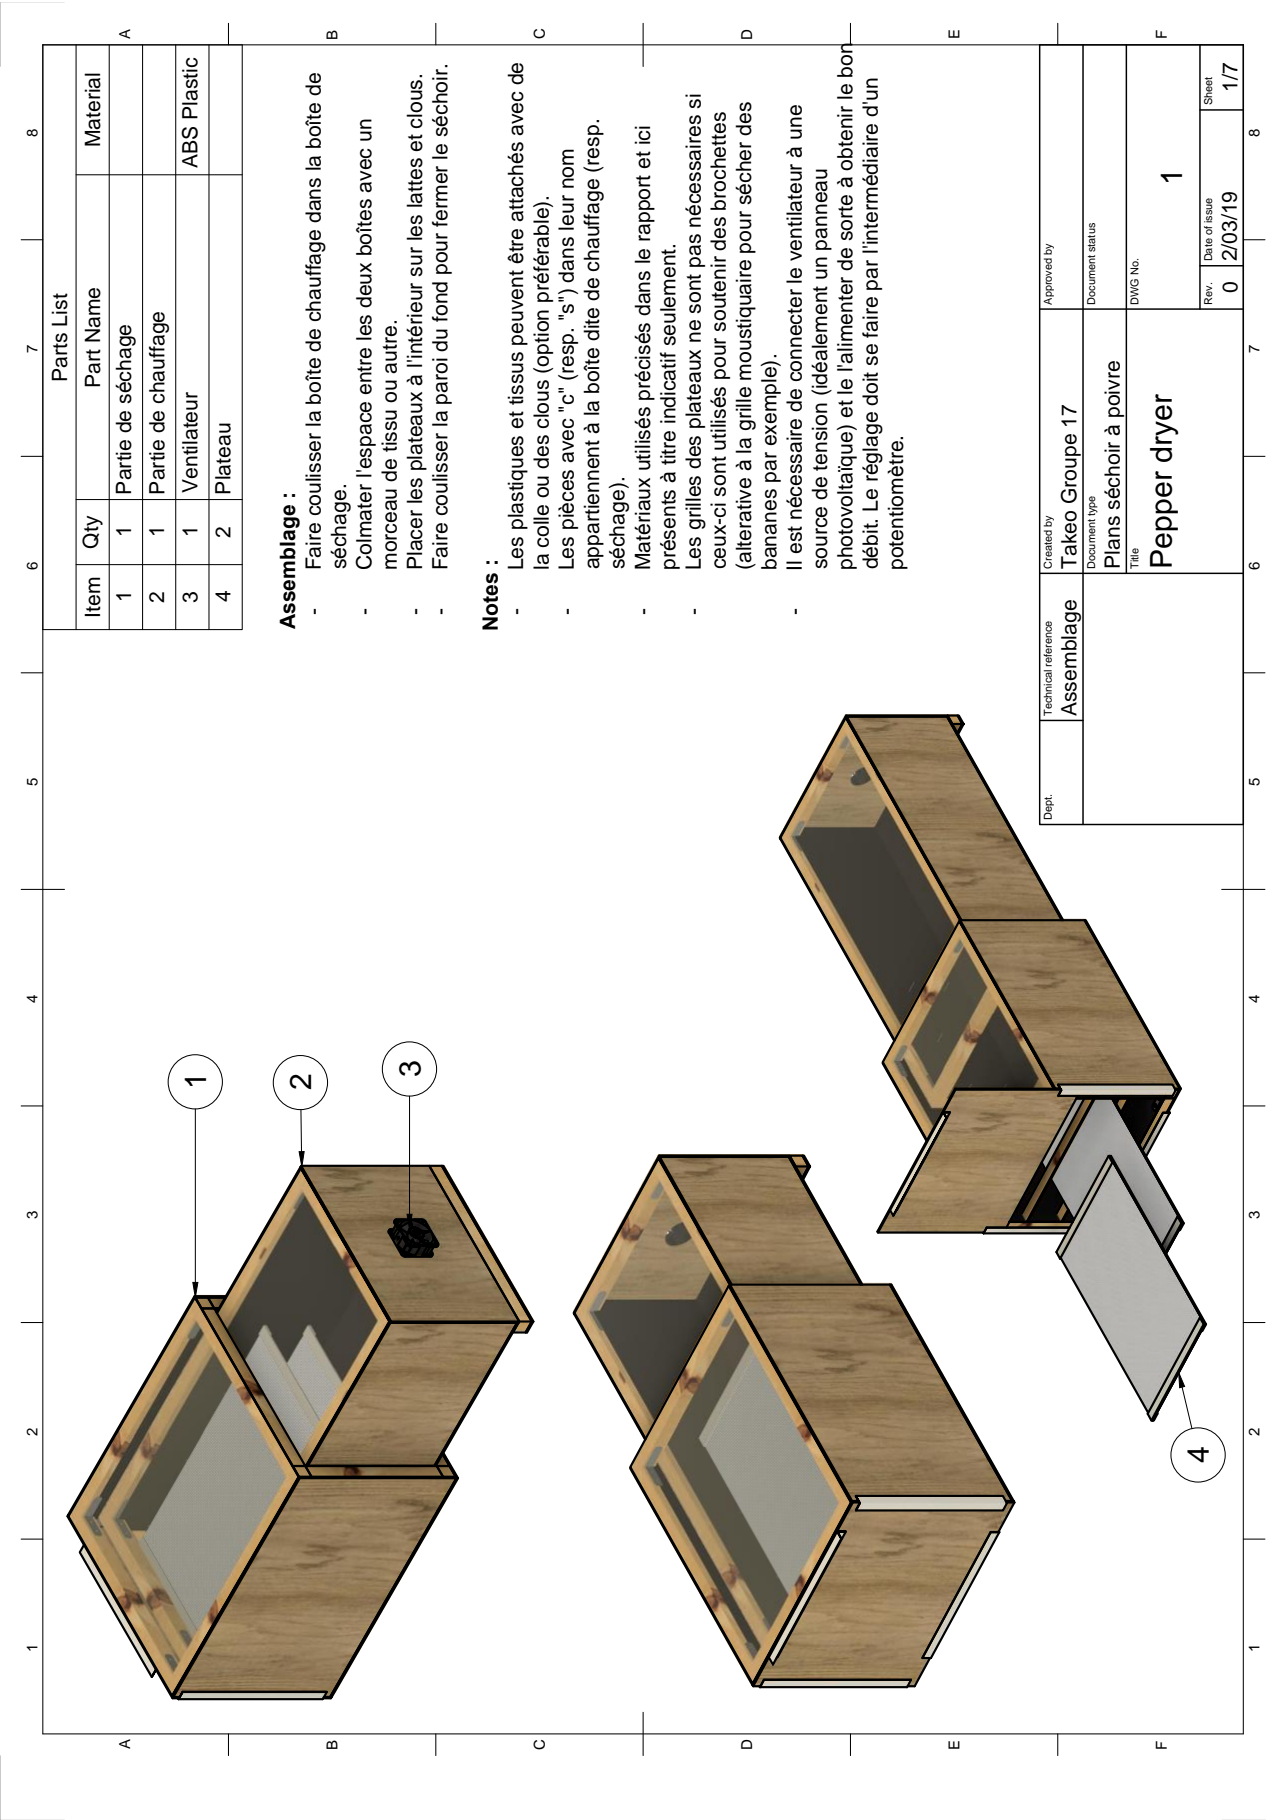 Parts List
Item Qty Part Name Material
1 1 Partie de séchage
2 1 Partie de chauffage
3 1 Ventilateur ABS Plastic
4 2 Plateau
Assemblage :
- Faire coulisser la boîte de chauffage dans la boîte de
séchage.
- Colmater l'espace entre les deux boîtes avec un
morceau de tissu ou autre.
- Placer les plateaux à l'intérieur sur les lattes et clous.
- Faire coulisser la paroi du fond pour fermer le séchoir.
Notes :
- Les plastiques et tissus peuvent être attachés avec de
la colle ou des clous (option préférable).
- Les pièces avec "c" (resp. "s") dans leur nom
appartiennent à la boîte dite de chauffage (resp.
séchage).
- Matériaux utilisés précisés dans le rapport et ici
présents à titre indicatif seulement.
- Les grilles des plateaux ne sont pas nécessaires si
ceux-ci sont utilisés pour soutenir des brochettes
(alterative à la grille moustiquaire pour sécher des
bananes par exemple).
- Il est nécessaire de connecter le ventilateur à une
source de tension (idéalement un panneau
photovoltaïque) et le l'alimenter de sorte à obtenir le bon
débit. Le réglage doit se faire par l'intermédiaire d'un
potentiomètre.
1
2
3
4
Dept.
Technical reference
Assemblage
Created by
Takeo Groupe 17
Approved by
Document type
Plans séchoir à poivre
Document status
Title
Pepper dryer
DWG No.
1
Rev.
0
Date of issue
2/03/19
Sheet
1/7
1 2 3 4 5 6 7 8
1 2 3 4 5 6 7 8
A B C D E F
A B C D E F